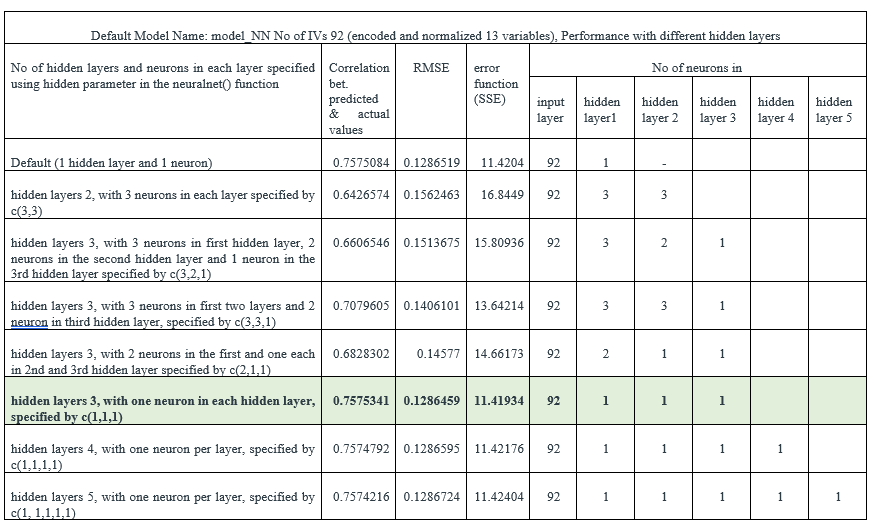 Default Model Name: model_NN No of IVs 92 (encoded and normalized 13 variables), Performance with different hidden layers
No of hidden layers and neurons in each layer specified
using hidden parameter in the neuralnet() function
Correlation
bet.
predicted
& actual
values
RMSE
error
function
(SSE)
No of neurons in
input
layer
hidden
layer1
hidden
layer 2
hidden
layer 3
hidden
layer 4
hidden
layer 5
Default (1 hidden layer and 1 neuron) 0.7575084 0.1286519 11.4204 92 1 -
hidden layers 2, with 3 neurons in each layer specified by 0.6426574 0.1562463 16.8449 92 3 3
c(3,3)
hidden layers 3, with 3 neurons in first hidden layer, 2 0.6606546 0.1513675 15.80936 92 3 2 1
neurons in the second hidden layer and 1 neuron in the
3rd hidden layer specified by c(3,2,1)
hidden layers 3, with 3 neurons in first two layers and 2 0.7079605 0.1406101 13.64214 92 3 3 1
neuron in third hidden layer, specified by c(3,3,1)
hidden layers 3, with 2 neurons in the first and one each 0.6828302 0.14577 14.66173 92 2 1 1
in 2nd and 3rd hidden layer specified by c(2,1,1)
hidden layers 3, with one neuron in each hidden layer, 0.7575341 0.1286459 11.41934 92 1 1 1
specified by c(1,1,1)
hidden layers 4, with one neuron per layer, specified by 0.7574792 0.1286595 11.42176 92 1 1 1 1
c(1,1,1,1)
hidden layers 5, with one neuron per layer, specified by 0.7574216 0.1286724 11.42404 92 1 1 1 1 1
c(1, 1,1,1,1)